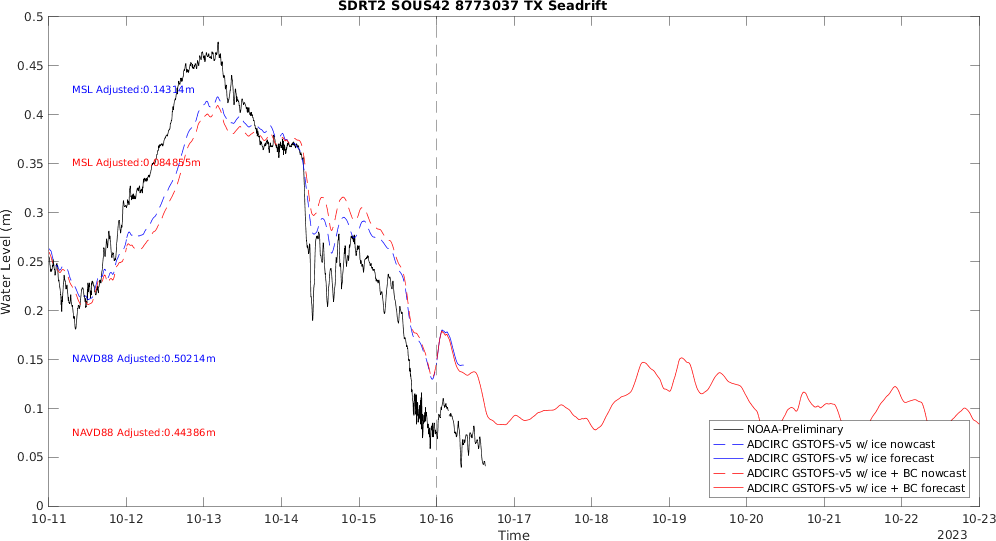 SDRT2 SOUS42 8773037 TX Seadrift
0.5
0.45
0.4
0.35
0.3
0.25
0.2
0.15
0.1
0.05
0
Water Level (m)
MSL Adjusted:0.14314m
MSL Adjusted:0.084855m
NAVD88 Adjusted:0.50214m
NAVD88 Adjusted:0.44386m
NOAA-Preliminary
ADCIRC GSTOFS-v5 w/ ice nowcast
ADCIRC GSTOFS-v5 w/ ice forecast
ADCIRC GSTOFS-v5 w/ ice + BC nowcast
ADCIRC GSTOFS-v5 w/ ice + BC forecast
10-11 10-12 10-13 10-14 10-15 10-16 10-17 10-18 10-19 10-20 10-21 10-22 10-23
Time
2023